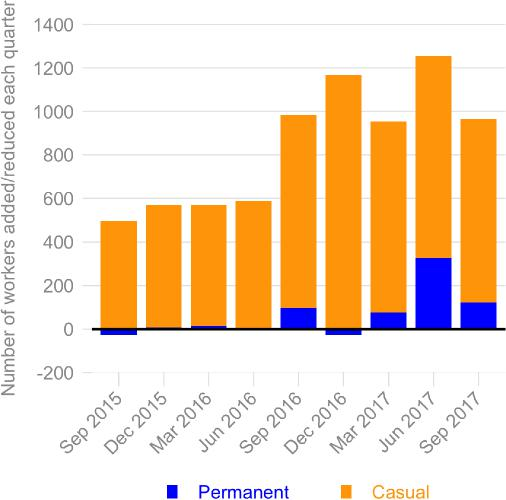 Number of workers added/reduced each quarter
1400
1200
1000
800
600
400
200
0
-200
Sep 2015
Dec 2015
Mar 2016
Jun 2016
Sep 2016
Dec 2016
Mar 2017
Jun 2017
Sep 2017
Permanent
Casual